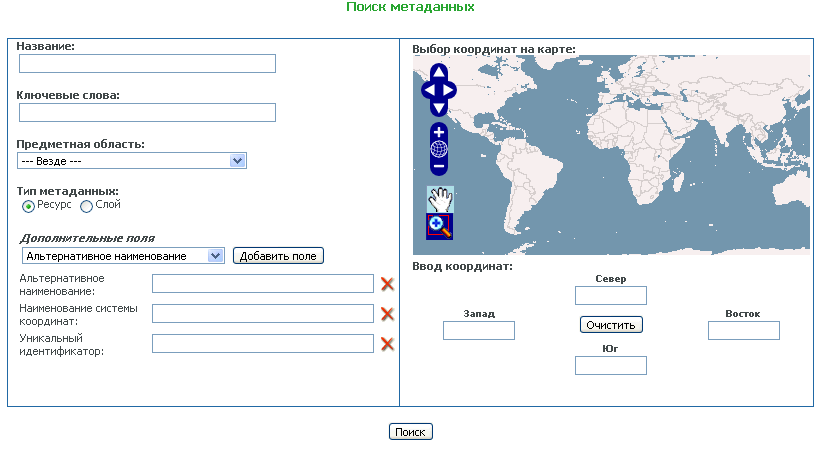 Поиск метаданных
Название:
Ключевые слова:
Предметная область:
--- Везде ---
Тип метаданных:
Ресурс Слой
Дополнительные поля
Альтернативное наименование Добавить поле
Альтернативное
наименование:
Наименование системы
координат:
Уникальный
идентификатор:
Выбор координат на карте:
Ввод координат:
Север
Запад
Очистить
Восток
Юг
Поиск